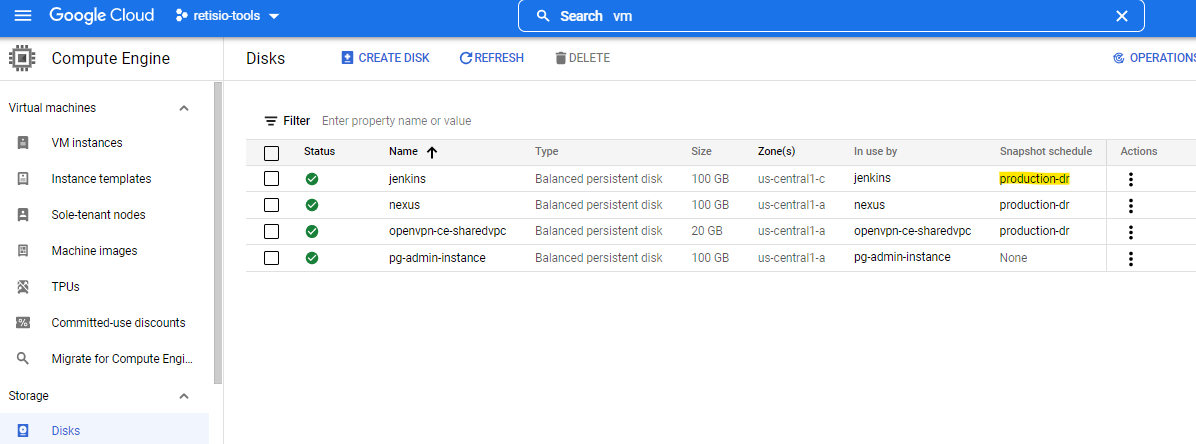 Google Cloud retisio-tools Search vm
Compute Engine Disks CREATE DISK REFRESH DELETE OPERATIONS
Virtual machines
VM instances
Instance templates
Sole-tenant nodes
Machine images
TPUs
Committed-use discounts
Migrate for Compute Engi...
Storage
Disks
Filter Enter property name or value
Status Name Type Size Zone(s) In use by Snapshot schedule Actions
jenkins Balanced persistent disk 100 GB us-central1-c jenkins production-dr
nexus Balanced persistent disk 100 GB us-central1-a nexus production-dr
openvpn-ce-sharedvpc Balanced persistent disk 20 GB us-central1-a openvpn-ce-sharedvpc production-dr
pg-admin-instance Balanced persistent disk 100 GB us-central1-a pg-admin-instance None